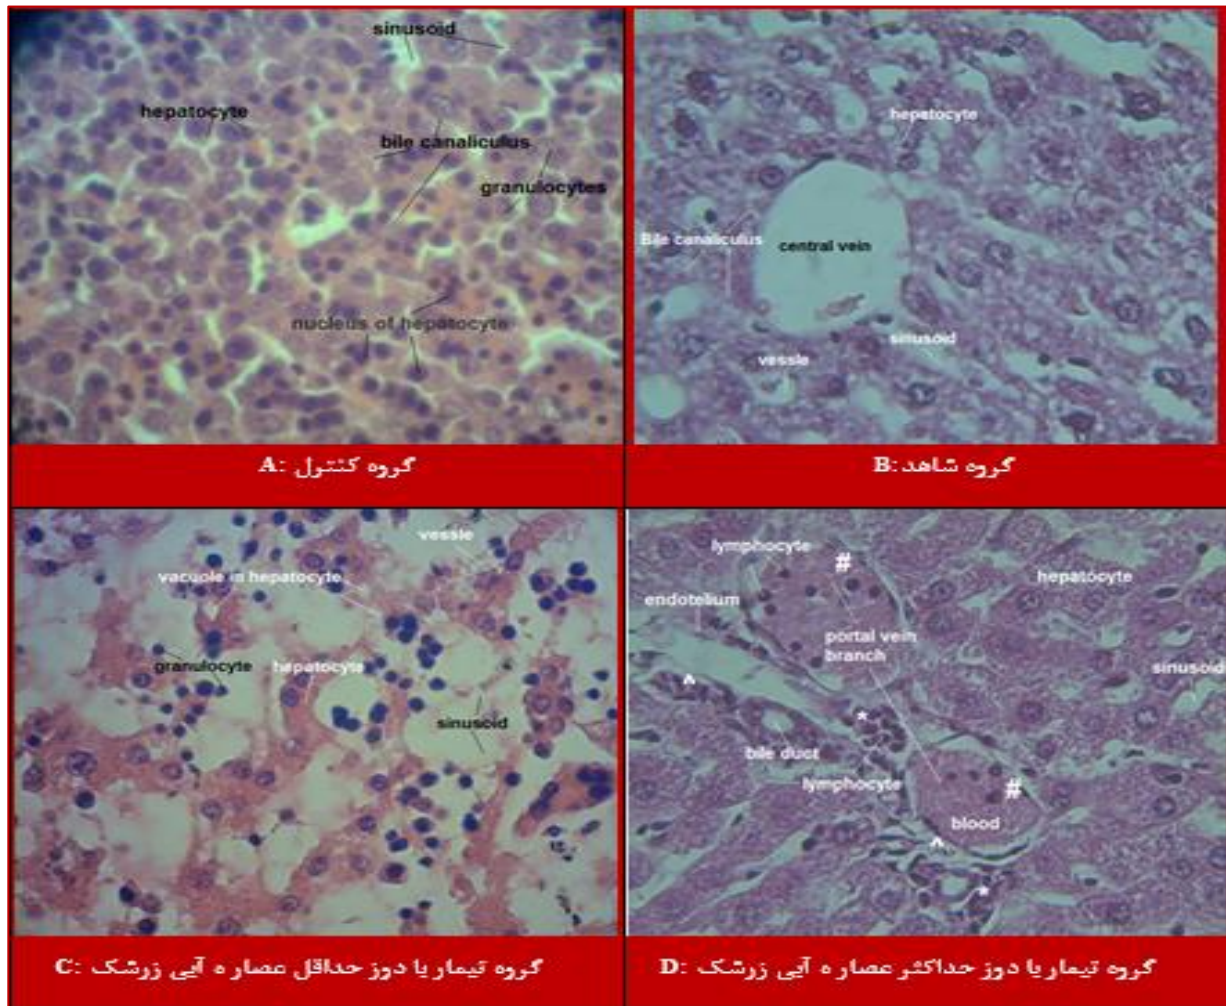 sinusoid
hepatocyte
bile canaliculus
granulocytes
nucleus of hepatocyte
A: گروه کنترل
hepatocyte
Bile canaliculus
central vein
sinusoid
vessle
B: گروه شاهد
vessle
vacuole in hepatocyte
granulocyte
hepatocyte
sinusoid
C: گروه تیمار یا دوز حداقل عصاره آبی زرشک
lymphocyte
#
hepatocyte
endotelium
portal vein
branch
sinusoid
^
*
bile duct
lymphocyte
#
blood
^
*
D: گروه تیمار یا دوز حداکثر عصاره آبی زرشک